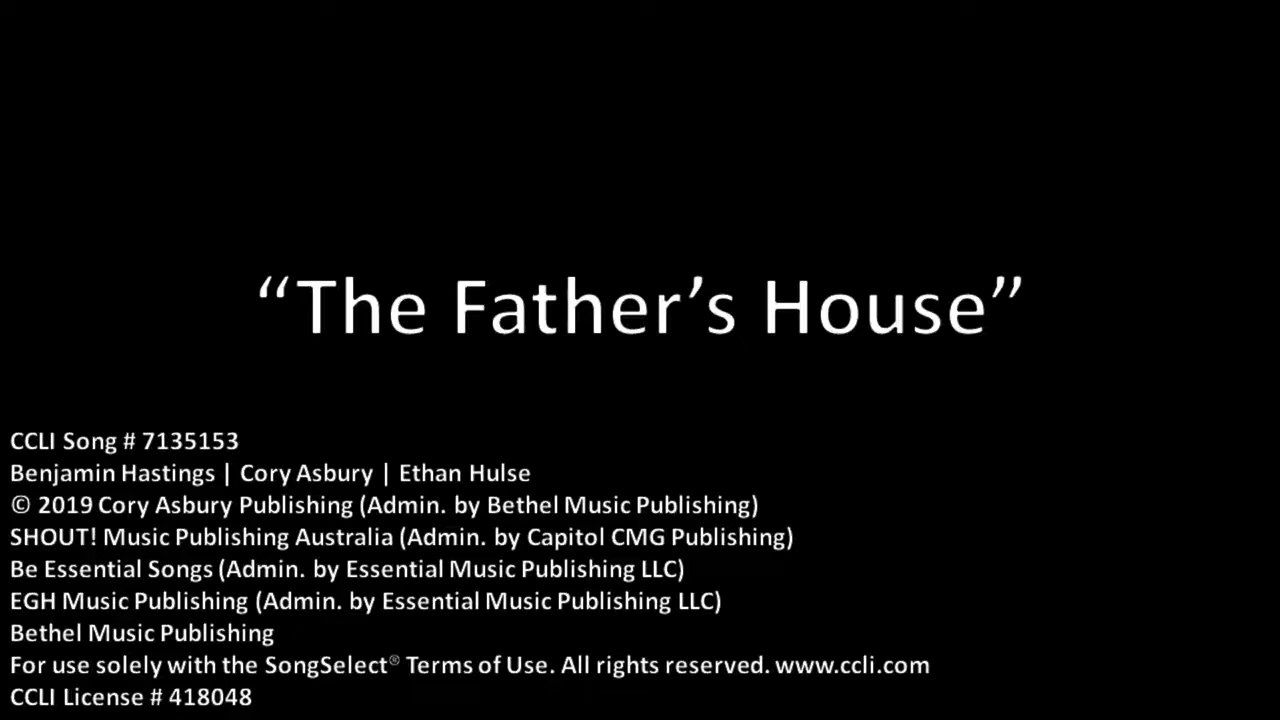 “The Father’s House”
CCLI Song # 7135153
Benjamin Hastings | Cory Asbury | Ethan Hulse
© 2019 Cory Asbury Publishing (Admin. by Bethel Music Publishing)
SHOUT! Music Publishing Australia (Admin. by Capitol CMG Publishing)
Be Essential Songs (Admin. by Essential Music Publishing LLC)
EGH Music Publishing (Admin. by Essential Music Publishing LLC)
Bethel Music Publishing
For use solely with the SongSelect® Terms of Use. All rights reserved. www.ccli.com
CCLI License # 418048